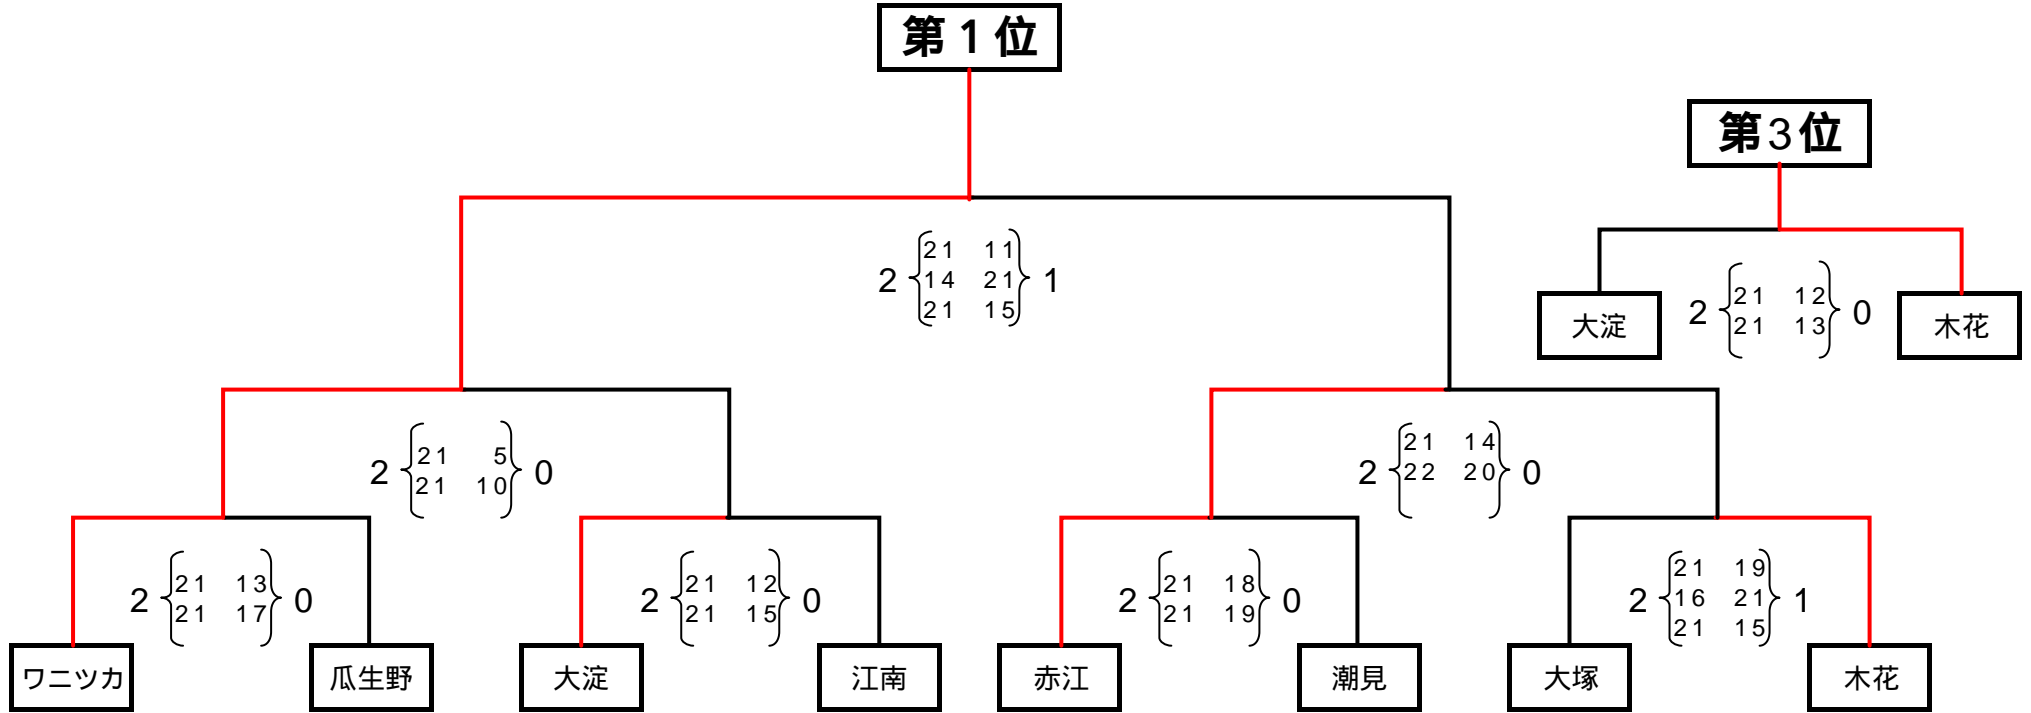 第1位
第3位
2 21 11 1
14 21
21 15
大淀
2 21 12 0
21 13
木花
2 21 5 0
21 10
2 21 14 0
22 20
2 21 13 0
21 17
2 21 12 0
21 15
2 21 18 0
21 19
2 21 19 1
16 21
21 15
ワニツカ
瓜生野
大淀
江南
赤江
潮見
大塚
木花